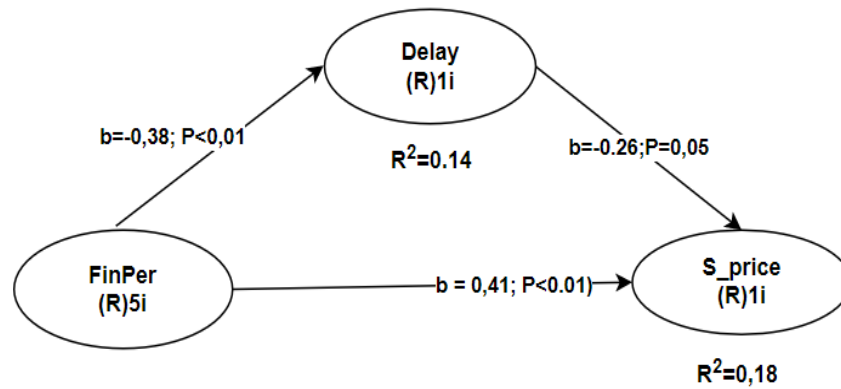 Delay
(R)1i
b=-0,38; P<0,01
R²=0.14
b=-0.26;P=0,05
FinPer
(R)5i
b = 0,41; P<0.01)
S_price
(R)1i
R²=0,18